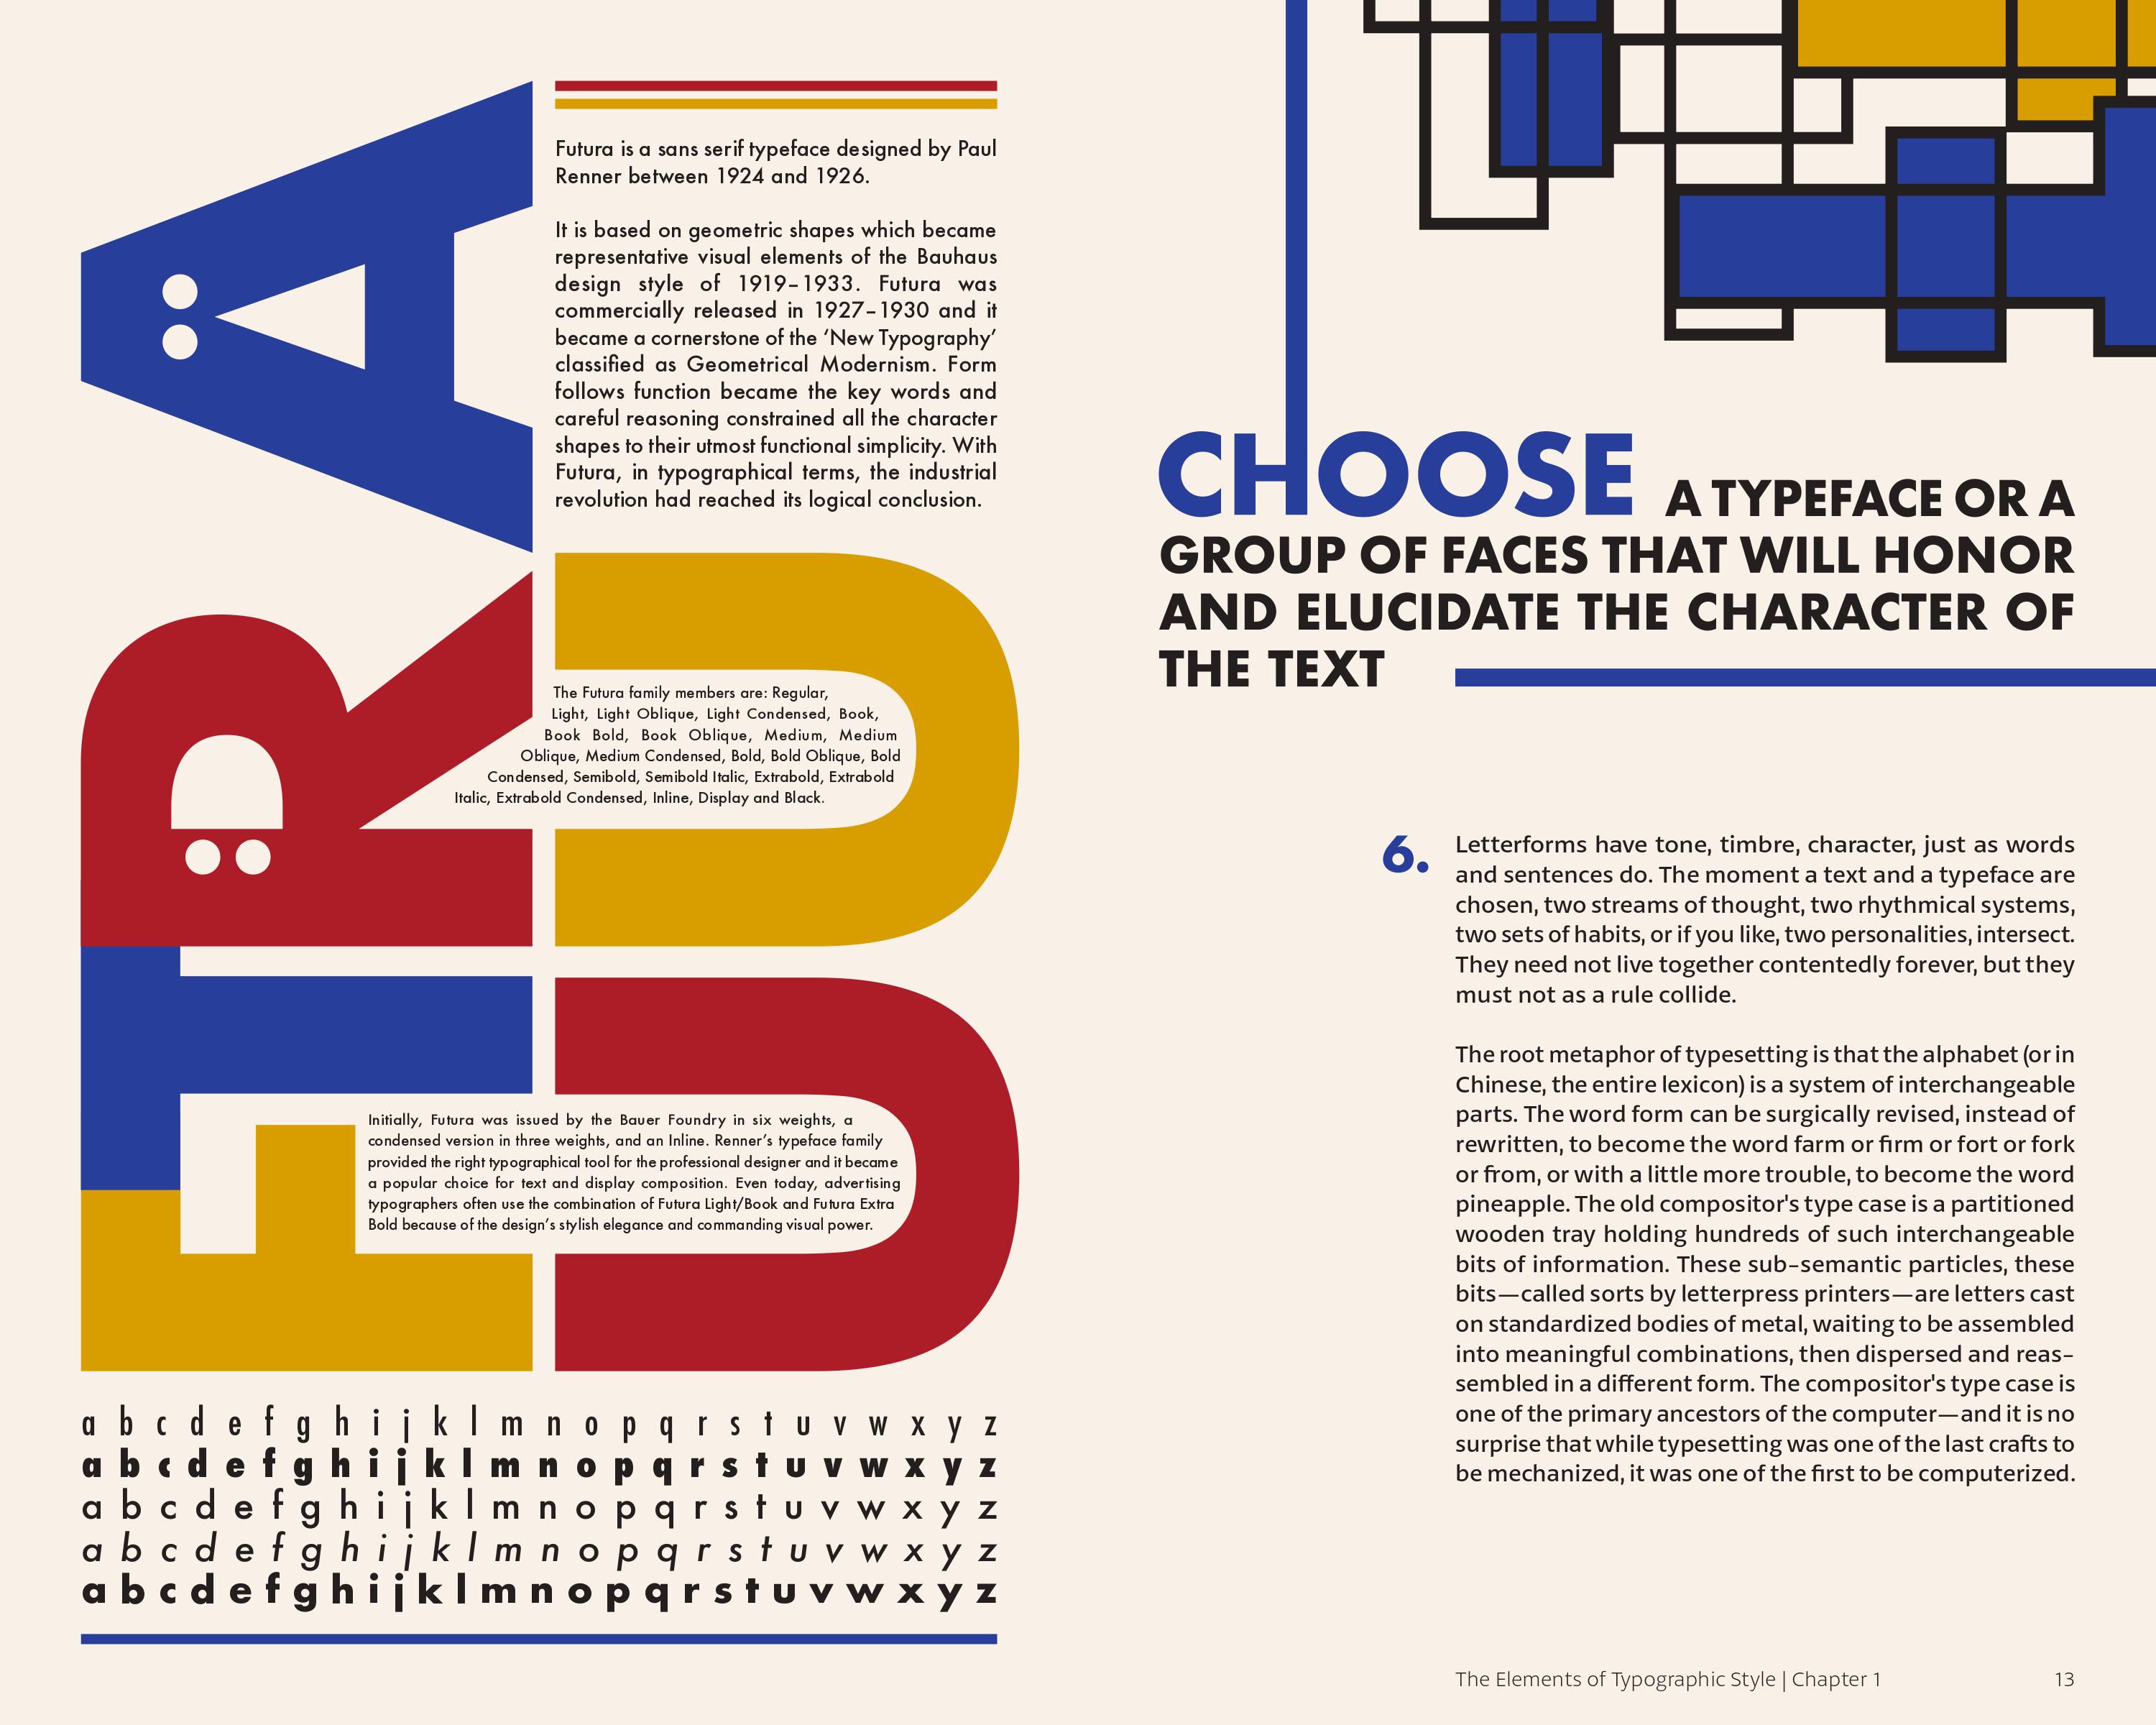 FUTURA
Futura is a sans serif typeface designed by Paul
Renner between 1924 and 1926.
It is based on geometric shapes which became
representative visual elements of the Bauhaus
design style of 1919–1933. Futura was
commercially released in 1927–1930 and it
became a cornerstone of the ‘New Typography’
classified as Geometrical Modernism. Form
follows function became the key words and
careful reasoning constrained all the character
shapes to their utmost functional simplicity. With
Futura, in typographical terms, the industrial
revolution had reached its logical conclusion.
The Futura family members are: Regular,
Light, Light Oblique, Light Condensed, Book,
Book Bold, Book Oblique, Medium, Medium
Oblique, Medium Condensed, Bold, Bold Oblique, Bold
Condensed, Semibold, Semibold Italic, Extrabold, Extrabold
Italic, Extrabold Condensed, Inline, Display and Black.
Initially, Futura was issued by the Bauer Foundry in six weights, a
condensed version in three weights, and an Inline. Renner’s typeface family
provided the right typographical tool for the professional designer and it became
a popular choice for text and display composition. Even today, advertising
typographers often use the combination of Futura Light/Book and Futura Extra
Bold because of the design’s stylish elegance and commanding visual power.
a b c d e f g h i j k l m n o p q r s t u v w x y z
a b c d e f g h i j k l m n o p q r s t u v w x y z
a b c d e f g h i j k l m n o p q r s t u v w x y z
a b c d e f g h i j k l m n o p q r s t u v w x y z
a b c d e f g h i j k l m n o p q r s t u v w x y z
CHOOSE A TYPEFACE OR A
GROUP OF FACES THAT WILL HONOR
AND ELUCIDATE THE CHARACTER OF
THE TEXT
6. Letterforms have tone, timbre, character, just as words
and sentences do. The moment a text and a typeface are
chosen, two streams of thought, two rhythmical systems,
two sets of habits, or if you like, two personalities, intersect.
They need not live together contentedly forever, but they
must not as a rule collide.
The root metaphor of typesetting is that the alphabet (or in
Chinese, the entire lexicon) is a system of interchangeable
parts. The word form can be surgically revised, instead of
rewritten, to become the word farm or firm or fort or fork
or from, or with a little more trouble, to become the word
pineapple. The old compositor's type case is a partitioned
wooden tray holding hundreds of such interchangeable
bits of information. These sub-semantic particles, these
bits—called sorts by letterpress printers—are letters cast
on standardized bodies of metal, waiting to be assembled
into meaningful combinations, then dispersed and reas-
sembled in a different form. The compositor's type case is
one of the primary ancestors of the computer—and it is no
surprise that while typesetting was one of the last crafts to
be mechanized, it was one of the first to be computerized.
The Elements of Typographic Style | Chapter 1 13